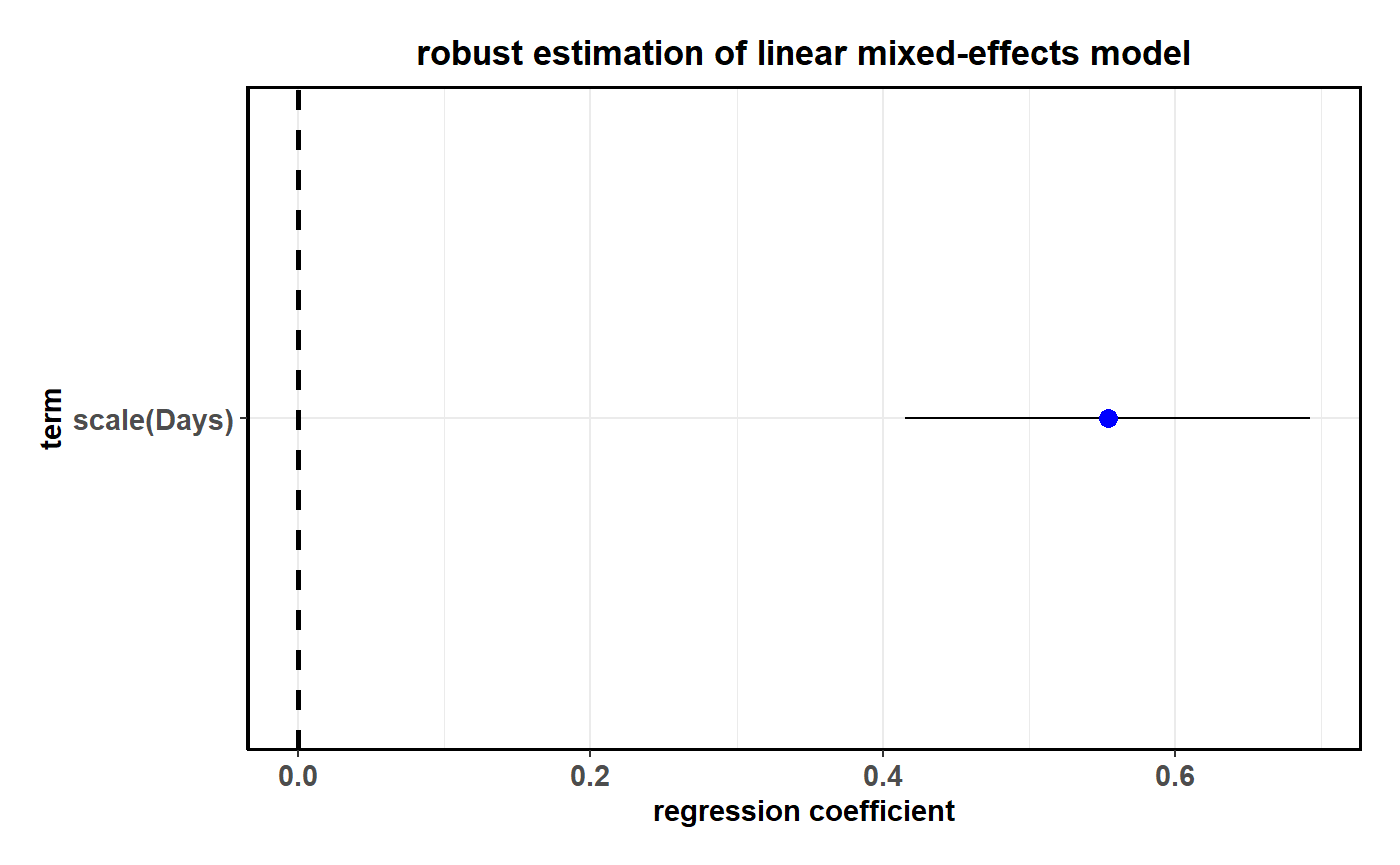 robust estimation of linear mixed-effects model
term
scale(Days)
0.0 0.2 0.4 0.6
regression coefficient